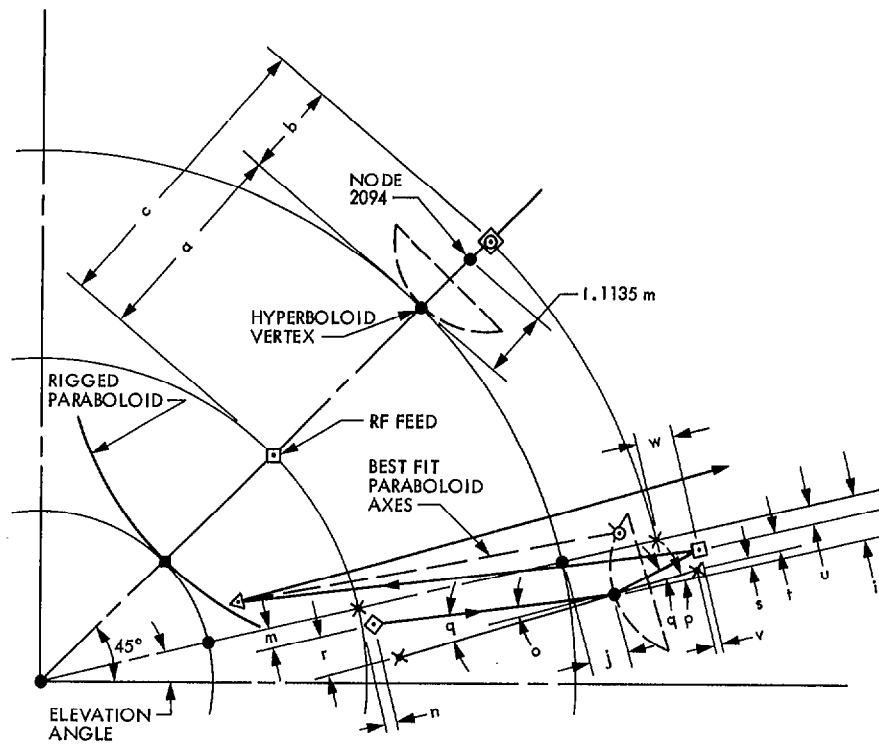 c
b
a
NODE
2094
1.1135 m
HYPERBOLOID
VERTEX
RIGGED
PARABOLOID
RF FEED
BEST FIT
PARABOLOID
AXES
w
45°
m
r
q
o
j
q
p
s
t
u
i
v
n
ELEVATION
ANGLE